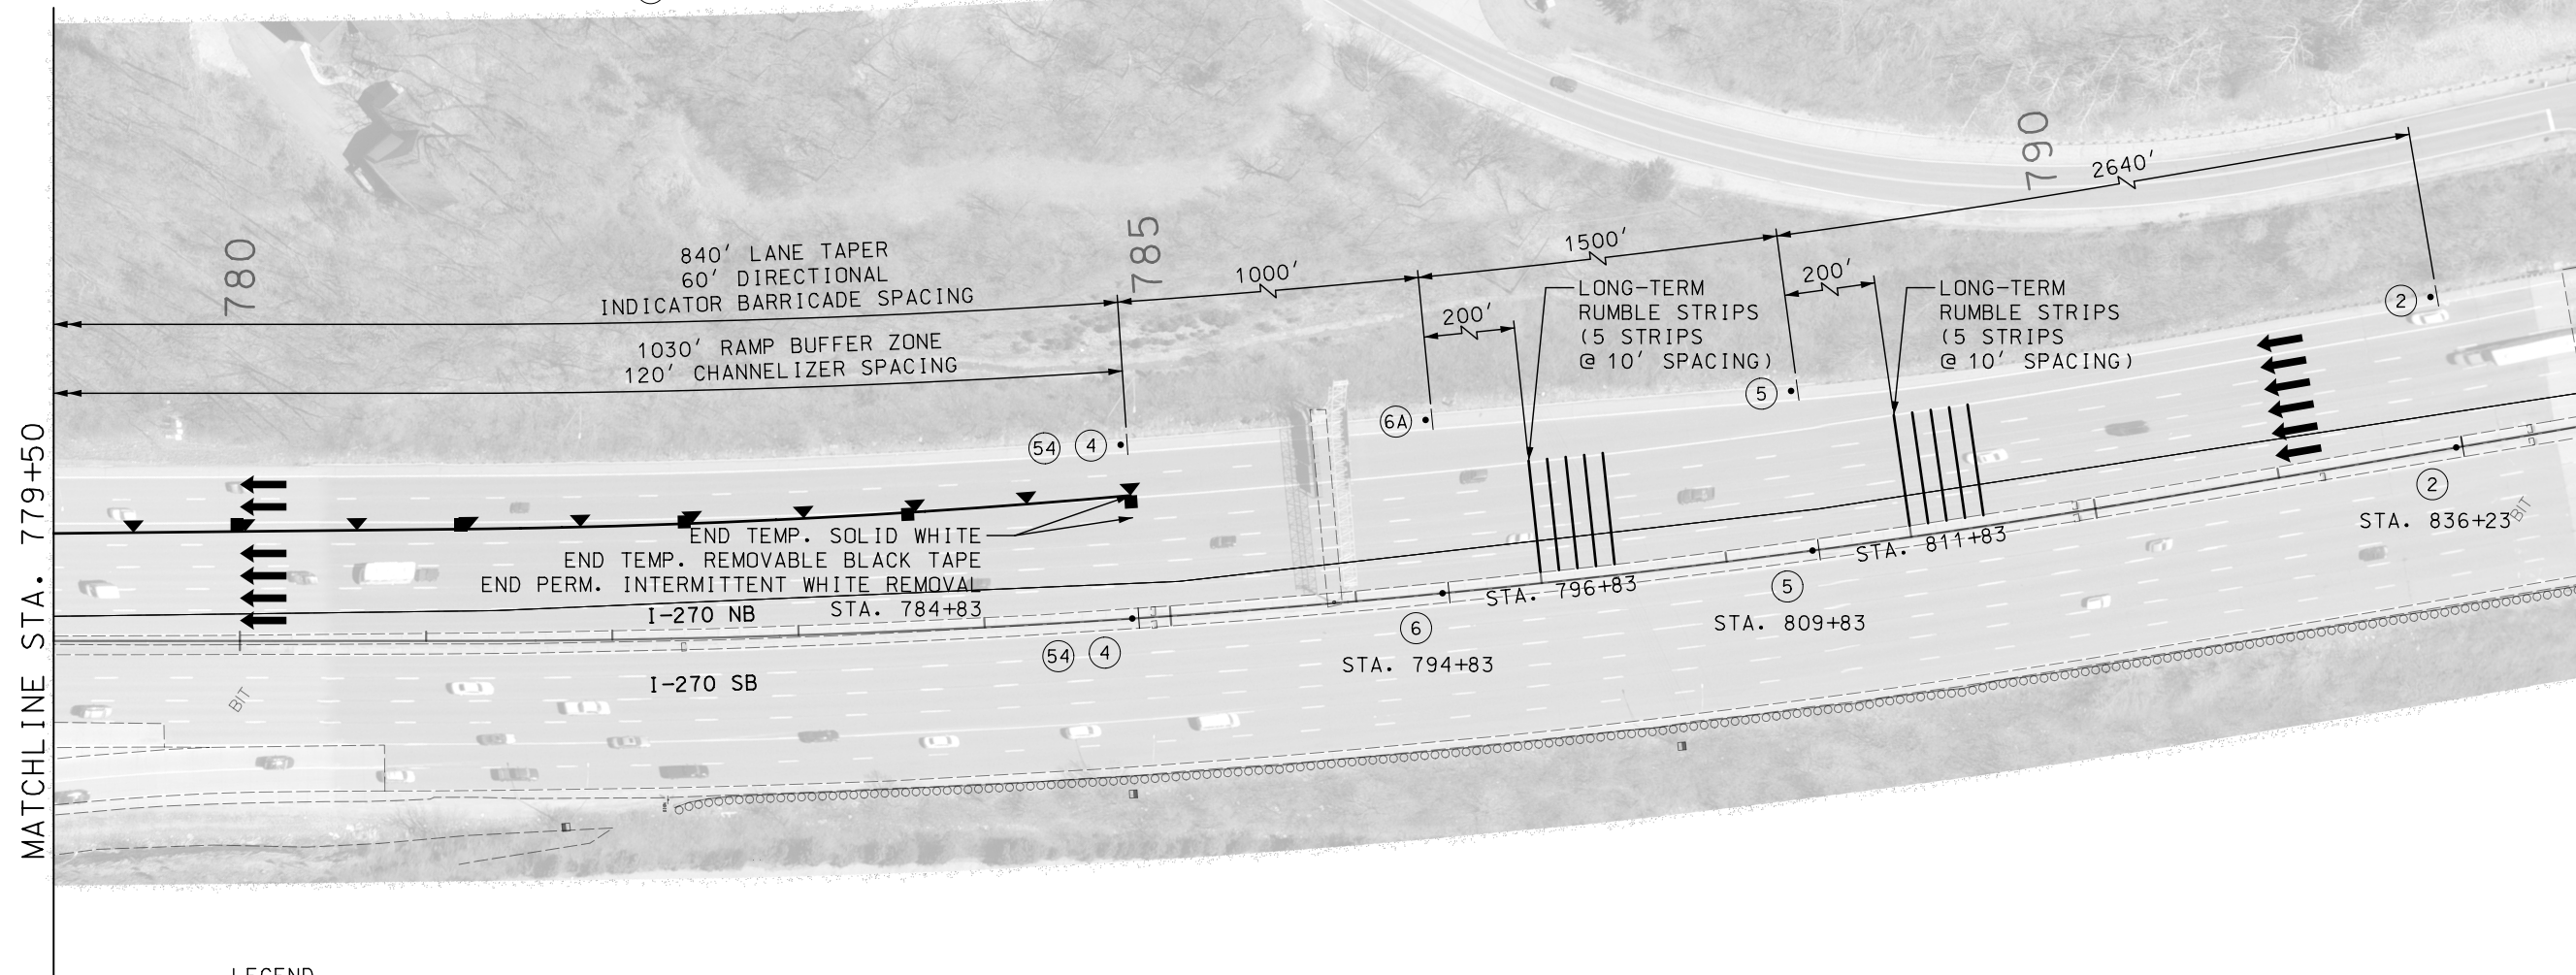 MATCHLINE STA. 779+50
780
785
790
840' LANE TAPER
60' DIRECTIONAL
INDICATOR BARRICADE SPACING
1030' RAMP BUFFER ZONE
120' CHANNELIZER SPACING
1000'
1500'
2640'
200'
200'
LONG-TERM
RUMBLE STRIPS
(5 STRIPS
@ 10' SPACING)
LONG-TERM
RUMBLE STRIPS
(5 STRIPS
@ 10' SPACING)
54 4
6A
5
2
END TEMP. SOLID WHITE
END TEMP. REMOVABLE BLACK TAPE
END PERM. INTERMITTENT WHITE REMOVAL
STA. 784+83
I-270 NB
I-270 SB
54 4
6
STA. 794+83
STA. 796+83
5
STA. 809+83
STA. 811+83
2
STA. 836+23
BIT
BIT
LEGEND